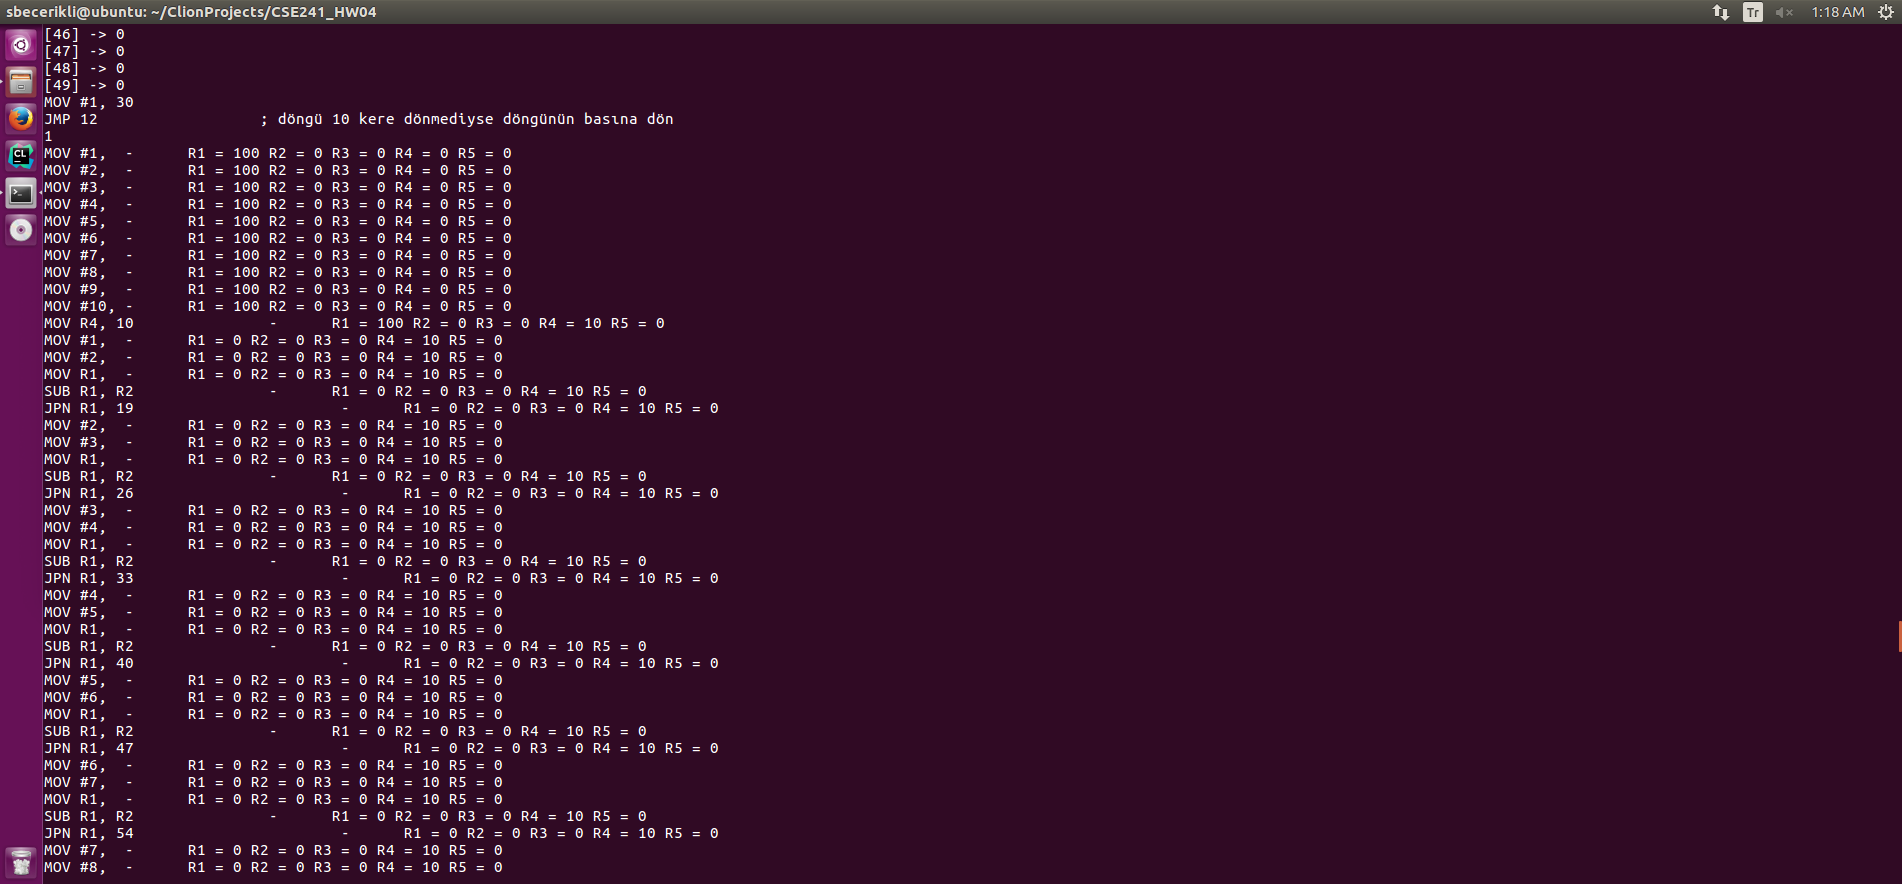 sbecerikli@ubuntu: ~/ClionProjects/CSE241_HW04
Tr
1:18 AM
[46] -> 0
[47] -> 0
[48] -> 0
[49] -> 0
MOV #1, 30
JMP 12 ; döngü 10 kere dönmediyse döngünün basına dön
1
MOV #1, - R1 = 100 R2 = 0 R3 = 0 R4 = 0 R5 = 0
MOV #2, - R1 = 100 R2 = 0 R3 = 0 R4 = 0 R5 = 0
MOV #3, - R1 = 100 R2 = 0 R3 = 0 R4 = 0 R5 = 0
MOV #4, - R1 = 100 R2 = 0 R3 = 0 R4 = 0 R5 = 0
MOV #5, - R1 = 100 R2 = 0 R3 = 0 R4 = 0 R5 = 0
MOV #6, - R1 = 100 R2 = 0 R3 = 0 R4 = 0 R5 = 0
MOV #7, - R1 = 100 R2 = 0 R3 = 0 R4 = 0 R5 = 0
MOV #8, - R1 = 100 R2 = 0 R3 = 0 R4 = 0 R5 = 0
MOV #9, - R1 = 100 R2 = 0 R3 = 0 R4 = 0 R5 = 0
MOV #10, - R1 = 100 R2 = 0 R3 = 0 R4 = 0 R5 = 0
MOV R4, 10 - R1 = 100 R2 = 0 R3 = 0 R4 = 10 R5 = 0
MOV #1, - R1 = 0 R2 = 0 R3 = 0 R4 = 10 R5 = 0
MOV #2, - R1 = 0 R2 = 0 R3 = 0 R4 = 10 R5 = 0
MOV R1, - R1 = 0 R2 = 0 R3 = 0 R4 = 10 R5 = 0
SUB R1, R2 - R1 = 0 R2 = 0 R3 = 0 R4 = 10 R5 = 0
JPN R1, 19 - R1 = 0 R2 = 0 R3 = 0 R4 = 10 R5 = 0
MOV #2, - R1 = 0 R2 = 0 R3 = 0 R4 = 10 R5 = 0
MOV #3, - R1 = 0 R2 = 0 R3 = 0 R4 = 10 R5 = 0
MOV R1, - R1 = 0 R2 = 0 R3 = 0 R4 = 10 R5 = 0
SUB R1, R2 - R1 = 0 R2 = 0 R3 = 0 R4 = 10 R5 = 0
JPN R1, 26 - R1 = 0 R2 = 0 R3 = 0 R4 = 10 R5 = 0
MOV #3, - R1 = 0 R2 = 0 R3 = 0 R4 = 10 R5 = 0
MOV #4, - R1 = 0 R2 = 0 R3 = 0 R4 = 10 R5 = 0
MOV R1, - R1 = 0 R2 = 0 R3 = 0 R4 = 10 R5 = 0
SUB R1, R2 - R1 = 0 R2 = 0 R3 = 0 R4 = 10 R5 = 0
JPN R1, 33 - R1 = 0 R2 = 0 R3 = 0 R4 = 10 R5 = 0
MOV #4, - R1 = 0 R2 = 0 R3 = 0 R4 = 10 R5 = 0
MOV #5, - R1 = 0 R2 = 0 R3 = 0 R4 = 10 R5 = 0
MOV R1, - R1 = 0 R2 = 0 R3 = 0 R4 = 10 R5 = 0
SUB R1, R2 - R1 = 0 R2 = 0 R3 = 0 R4 = 10 R5 = 0
JPN R1, 40 - R1 = 0 R2 = 0 R3 = 0 R4 = 10 R5 = 0
MOV #5, - R1 = 0 R2 = 0 R3 = 0 R4 = 10 R5 = 0
MOV #6, - R1 = 0 R2 = 0 R3 = 0 R4 = 10 R5 = 0
MOV R1, - R1 = 0 R2 = 0 R3 = 0 R4 = 10 R5 = 0
SUB R1, R2 - R1 = 0 R2 = 0 R3 = 0 R4 = 10 R5 = 0
JPN R1, 47 - R1 = 0 R2 = 0 R3 = 0 R4 = 10 R5 = 0
MOV #6, - R1 = 0 R2 = 0 R3 = 0 R4 = 10 R5 = 0
MOV #7, - R1 = 0 R2 = 0 R3 = 0 R4 = 10 R5 = 0
MOV R1, - R1 = 0 R2 = 0 R3 = 0 R4 = 10 R5 = 0
SUB R1, R2 - R1 = 0 R2 = 0 R3 = 0 R4 = 10 R5 = 0
JPN R1, 54 - R1 = 0 R2 = 0 R3 = 0 R4 = 10 R5 = 0
MOV #7, - R1 = 0 R2 = 0 R3 = 0 R4 = 10 R5 = 0
MOV #8, - R1 = 0 R2 = 0 R3 = 0 R4 = 10 R5 = 0
CL